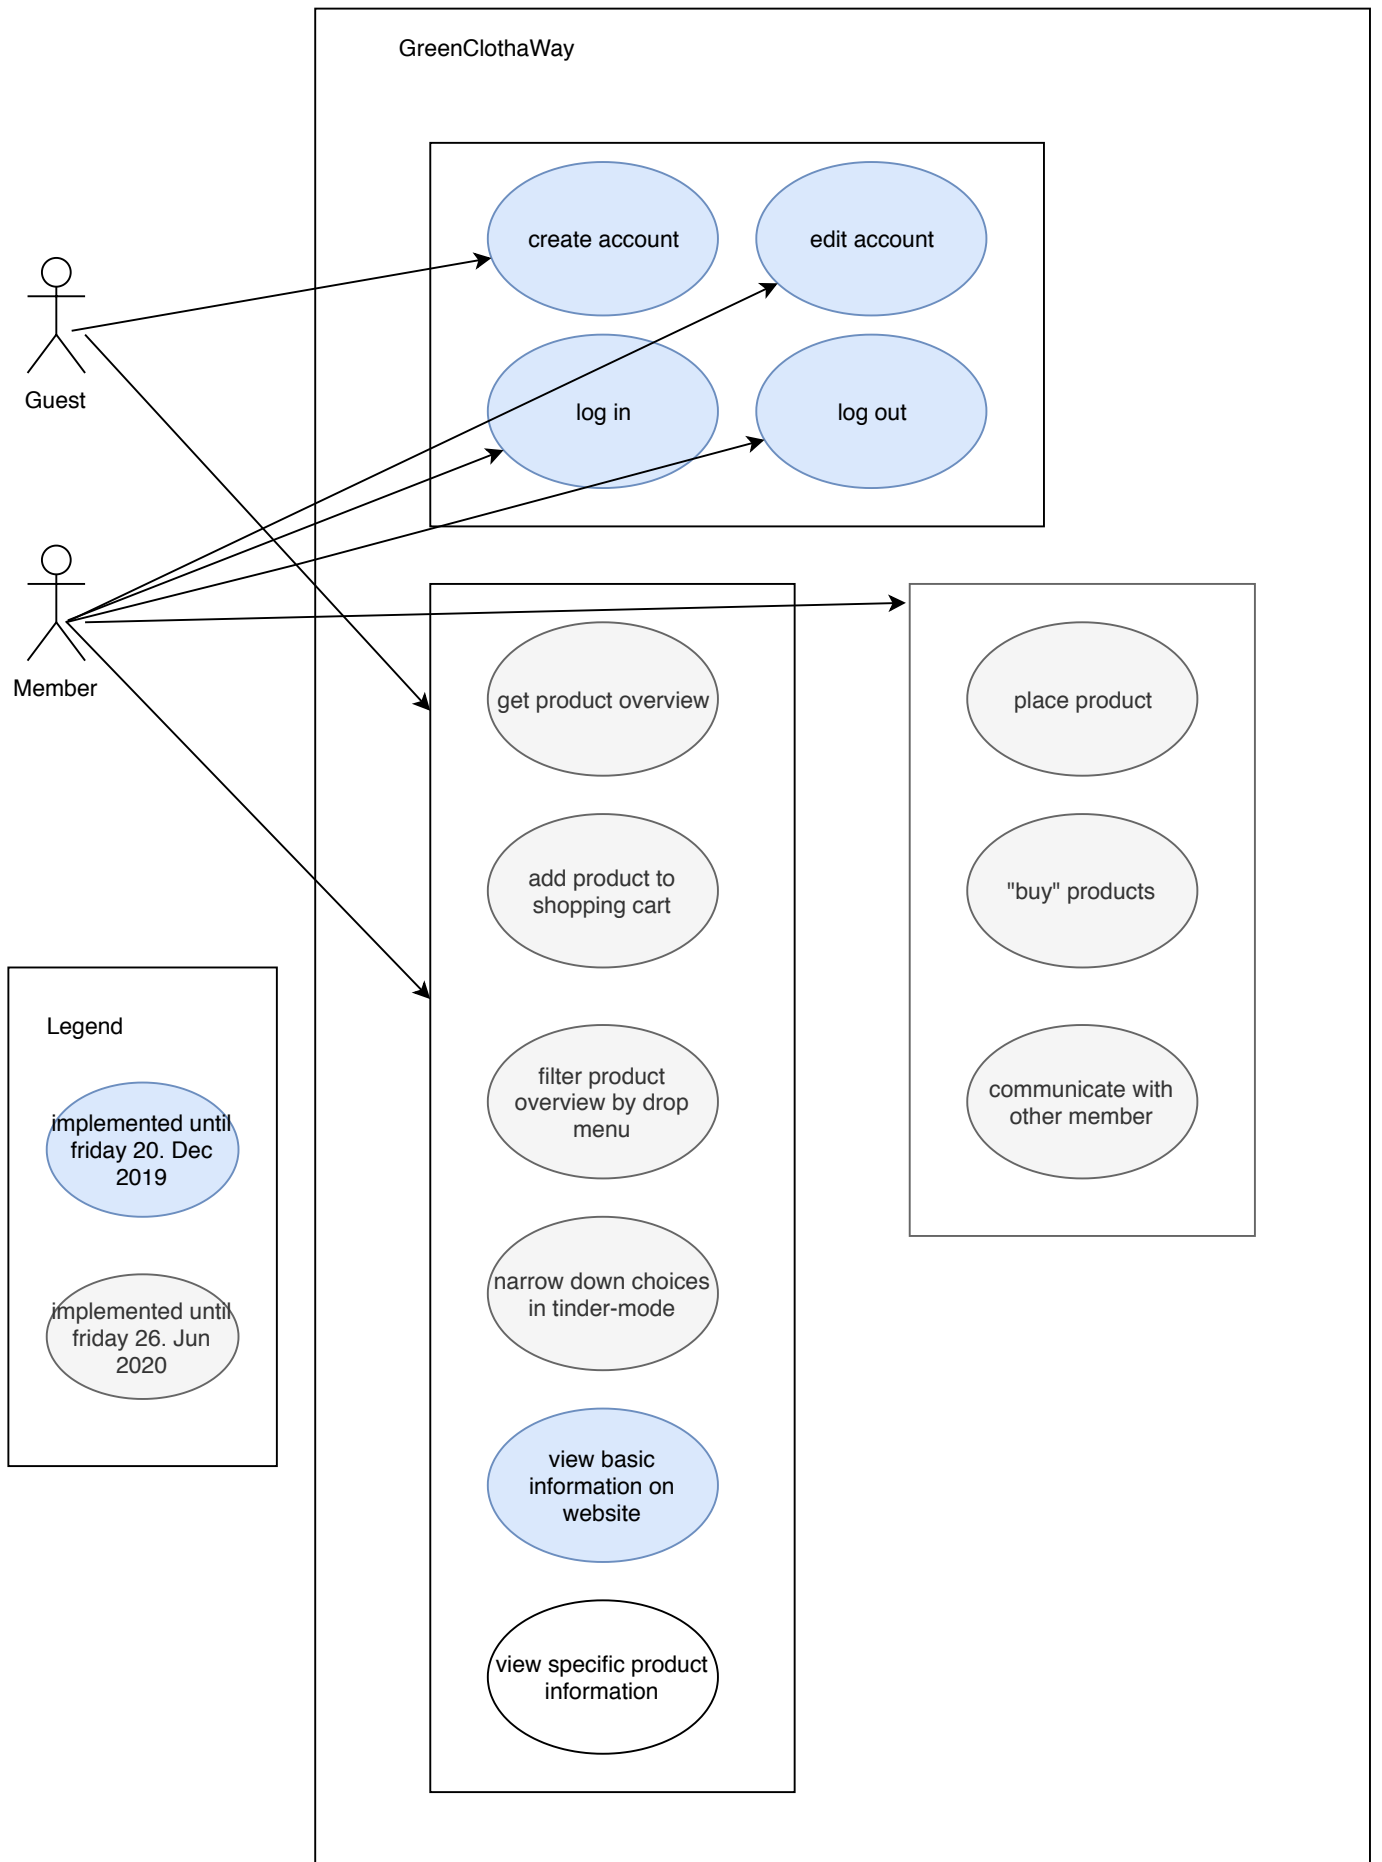 GreenClothaWay
create account
edit account
Guest
log in
log out
Member
get product overview
place product
add product to
shopping cart
"buy" products
Legend
implemented until
friday 20. Dec
2019
implemented until
friday 26. Jun
2020
filter product
overview by drop
menu
communicate with
other member
narrow down choices
in tinder-mode
view basic
information on
website
view specific product
information